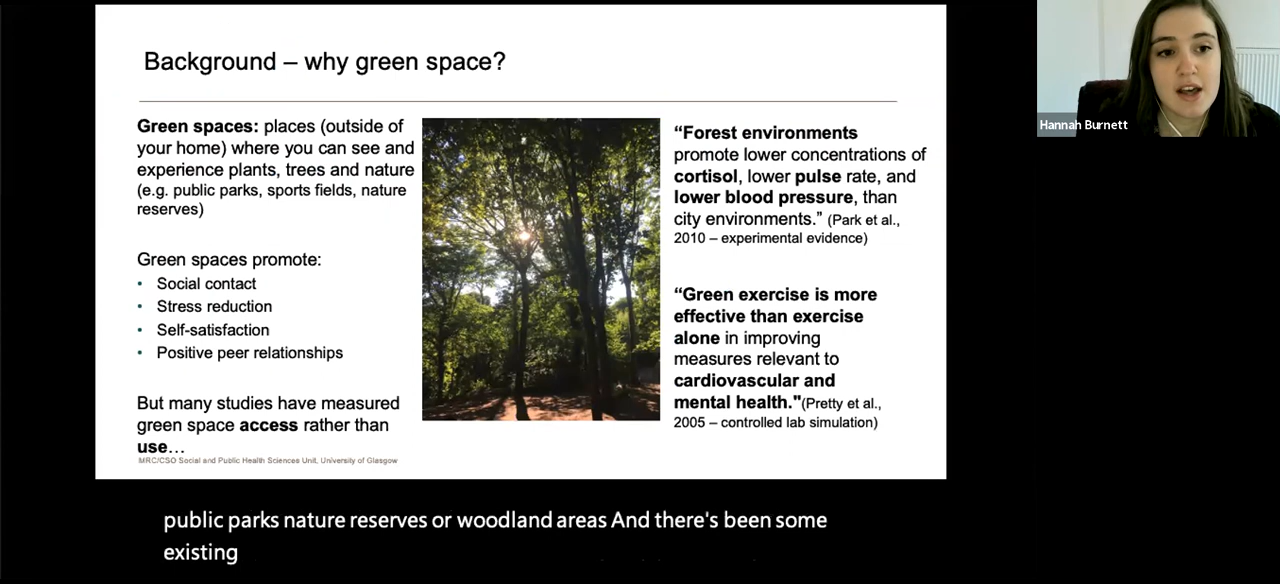 Background – why green space?
Green spaces: places (outside of
your home) where you can see and
experience plants, trees and nature
(e.g. public parks, sports fields, nature
reserves)
Green spaces promote:
• Social contact
• Stress reduction
• Self-satisfaction
• Positive peer relationships
But many studies have measured
green space access rather than
use…
MRC/CSO Social and Public Health Sciences Unit, University of Glasgow
“Forest environments
promote lower concentrations of
cortisol, lower pulse rate, and
lower blood pressure, than
city environments.” (Park et al.,
2010 – experimental evidence)
“Green exercise is more
effective than exercise
alone in improving
measures relevant to
cardiovascular and
mental health."(Pretty et al.,
2005 – controlled lab simulation)
Hannah Burnett
public parks nature reserves or woodland areas And there's been some
existing